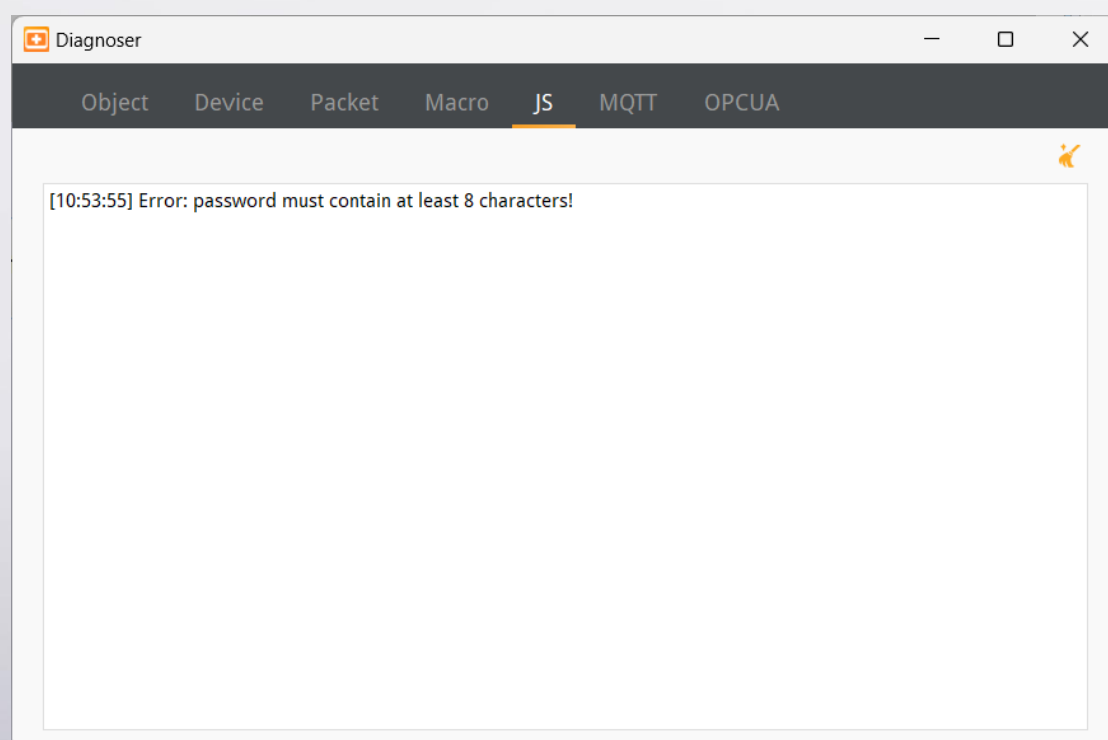 Diagnoser
Object Device Packet Macro JS MQTT OPCUA
[10:53:55] Error: password must contain at least 8 characters!